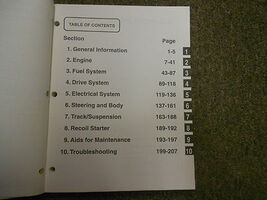 TABLE OF CONTENTS
Section Page
1. General Information 1-5 1
2. Engine 7-41 2
3. Fuel System 43-87 3
4. Drive System 89-118 4
5. Electrical System 119-136 5
6. Steering and Body 137-161 6
7. Track/Suspension 163-188 7
8. Recoil Starter 189-192 8
9. Aids for Maintenance 193-197 9
10. Troubleshooting 199-207 10